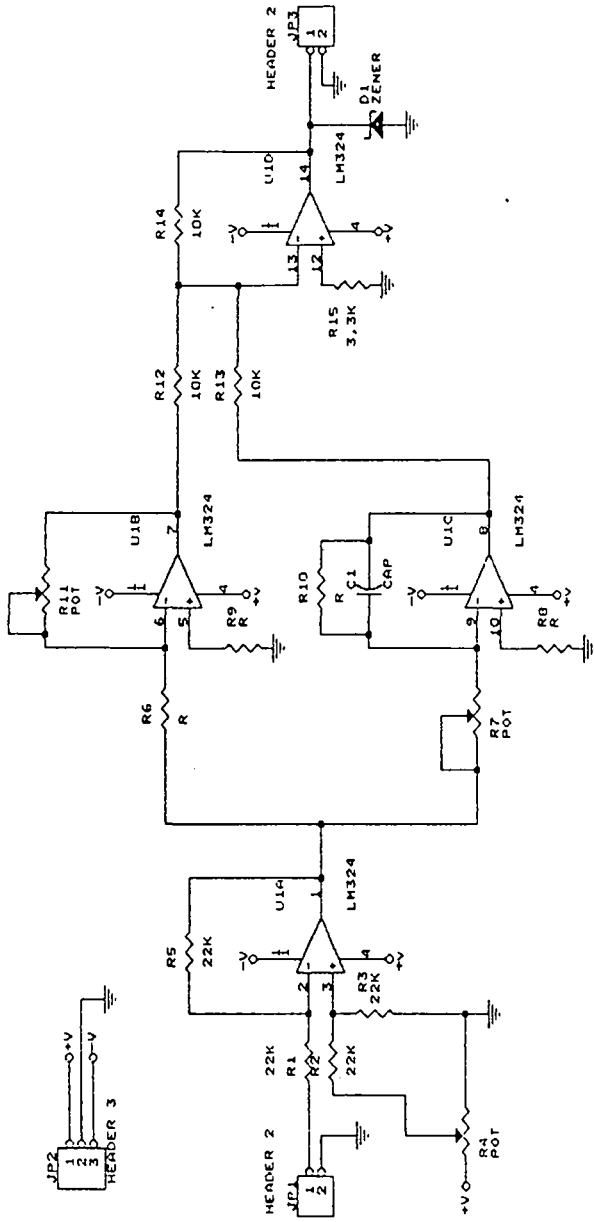 JP2
1
2
3
HEADER 3
+V
-V
HEADER 2
JP1
1
2
R1
22K
R2
22K
R3
22K
R4
POT
+V
R5
22K
2
3
-V
11
4
+V
U1A
1
LM324
R6
R
R11
POT
6
5
-V
11
4
+V
R9
R
U1B
7
LM324
R7
POT
R10
R
C1
CAP
9
10
-V
11
4
+V
R8
R
U1C
8
LM324
R12
10K
R13
10K
R14
10K
13
12
-V
11
4
+V
R15
3,3K
U1D
14
LM324
D1
ZENER
HEADER 2
JP3
1
2